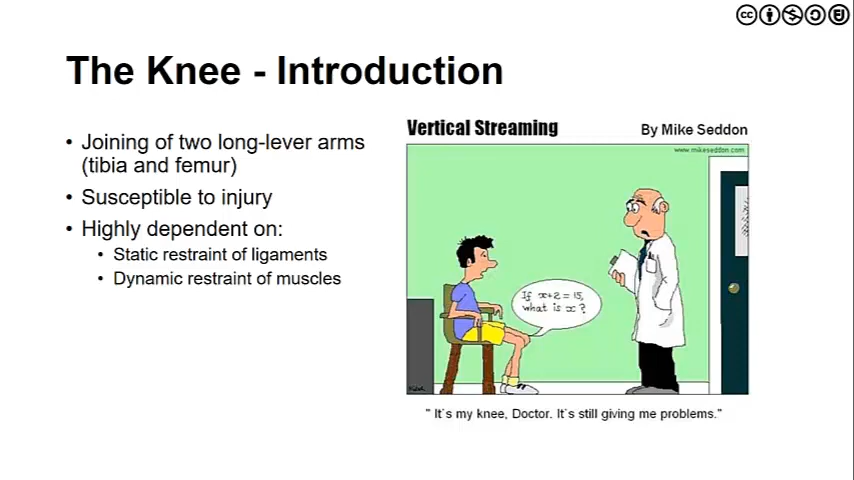 The Knee - Introduction
• Joining of two long-lever arms
(tibia and femur)
• Susceptible to injury
• Highly dependent on:
• Static restraint of ligaments
• Dynamic restraint of muscles
Vertical Streaming
By Mike Seddon
www.mikeseddon.com
If x+2=15,
what is x?
" It`s my knee, Doctor. It`s still giving me problems."